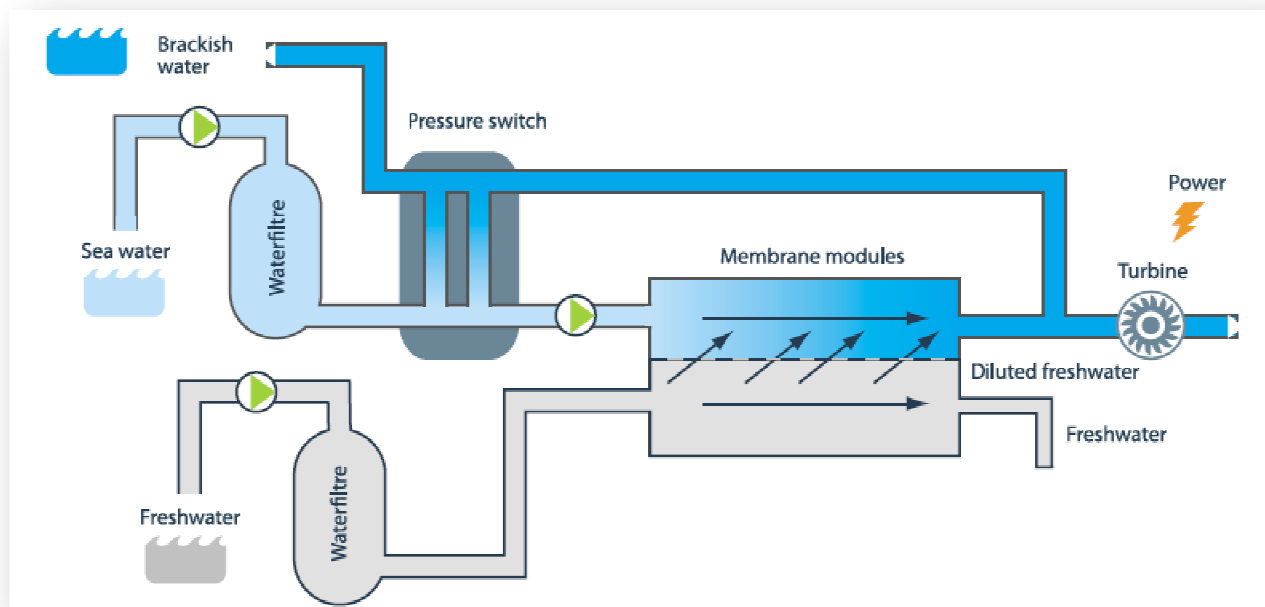 Brackish
water
Pressure switch
Power
Sea water
Waterfiltre
Membrane modules
Turbine
Diluted freshwater
Freshwater
Waterfiltre
Freshwater